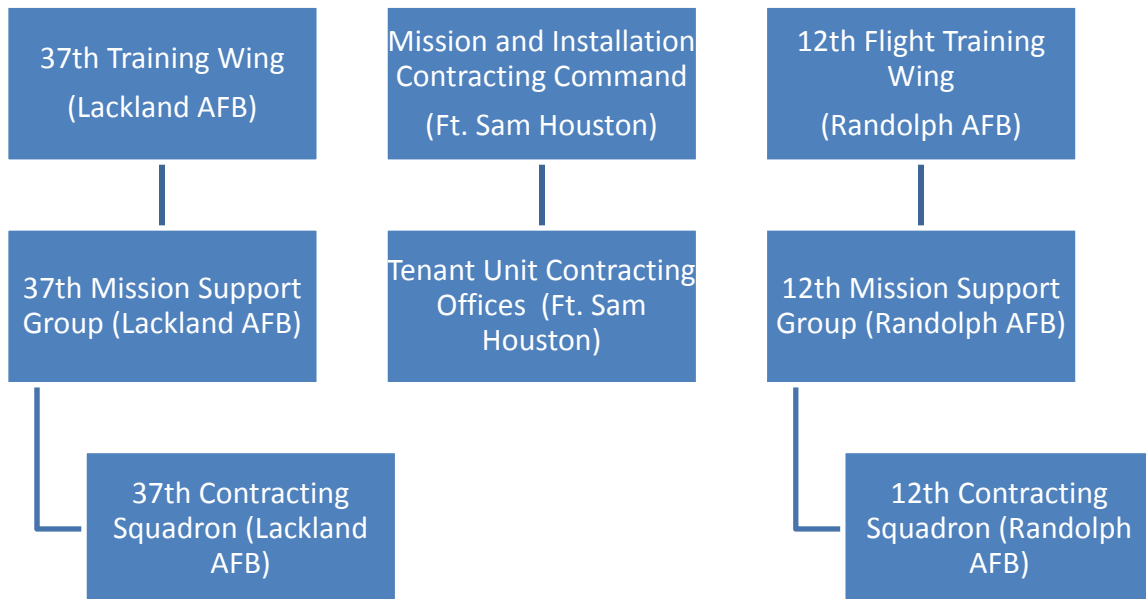 37th Training Wing
(Lackland AFB)
Mission and Installation
Contracting Command
(Ft. Sam Houston)
12th Flight Training
Wing
(Randolph AFB)
37th Mission Support
Group (Lackland AFB)
Tenant Unit Contracting
Offices (Ft. Sam
Houston)
12th Mission Support
Group (Randolph AFB)
37th Contracting
Squadron (Lackland
AFB)
12th Contracting
Squadron (Randolph
AFB)